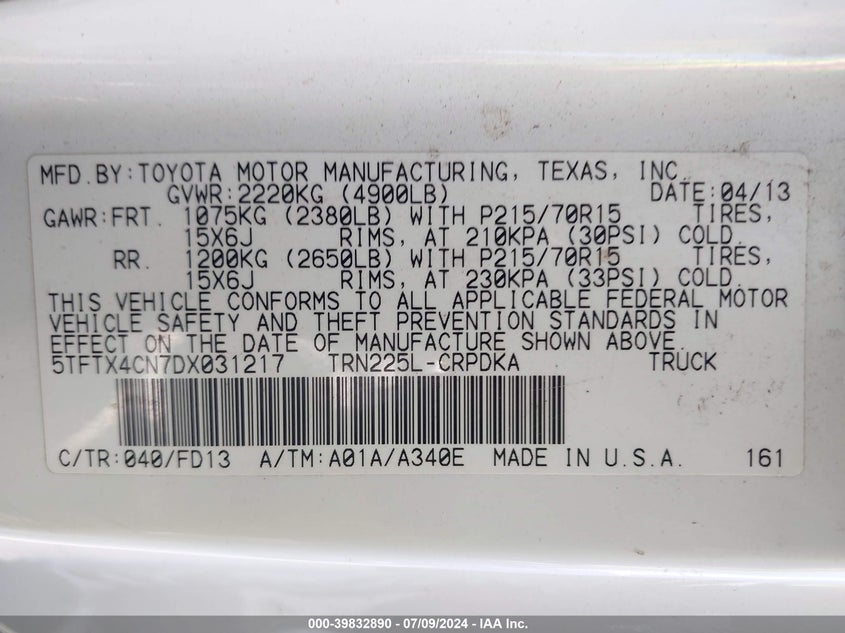 MFD.BY:TOYOTA MOTOR MANUFACTURING, TEXAS, INC.
GVWR:2220KG (4900LB) DATE:04/13
GAWR:FRT. 1075KG (2380LB) WITH P215/70R15 TIRES,
15X6J RIMS, AT 210KPA (30PSI) COLD.
RR. 1200KG (2650LB) WITH P215/70R15 TIRES,
15X6J RIMS, AT 230KPA (33PSI) COLD.
THIS VEHICLE CONFORMS TO ALL APPLICABLE FEDERAL MOTOR
VEHICLE SAFETY AND THEFT PREVENTION STANDARDS IN
EFFECT ON THE DATE OF MANUFACTURE SHOWN ABOVE.
5TFTX4CN7DX031217 TRN225L-CRPDKA TRUCK
C/TR:040/FD13 A/TM:A01A/A340E MADE IN U.S.A. 161
000-39832890 - 07/09/2024 - IAA Inc.